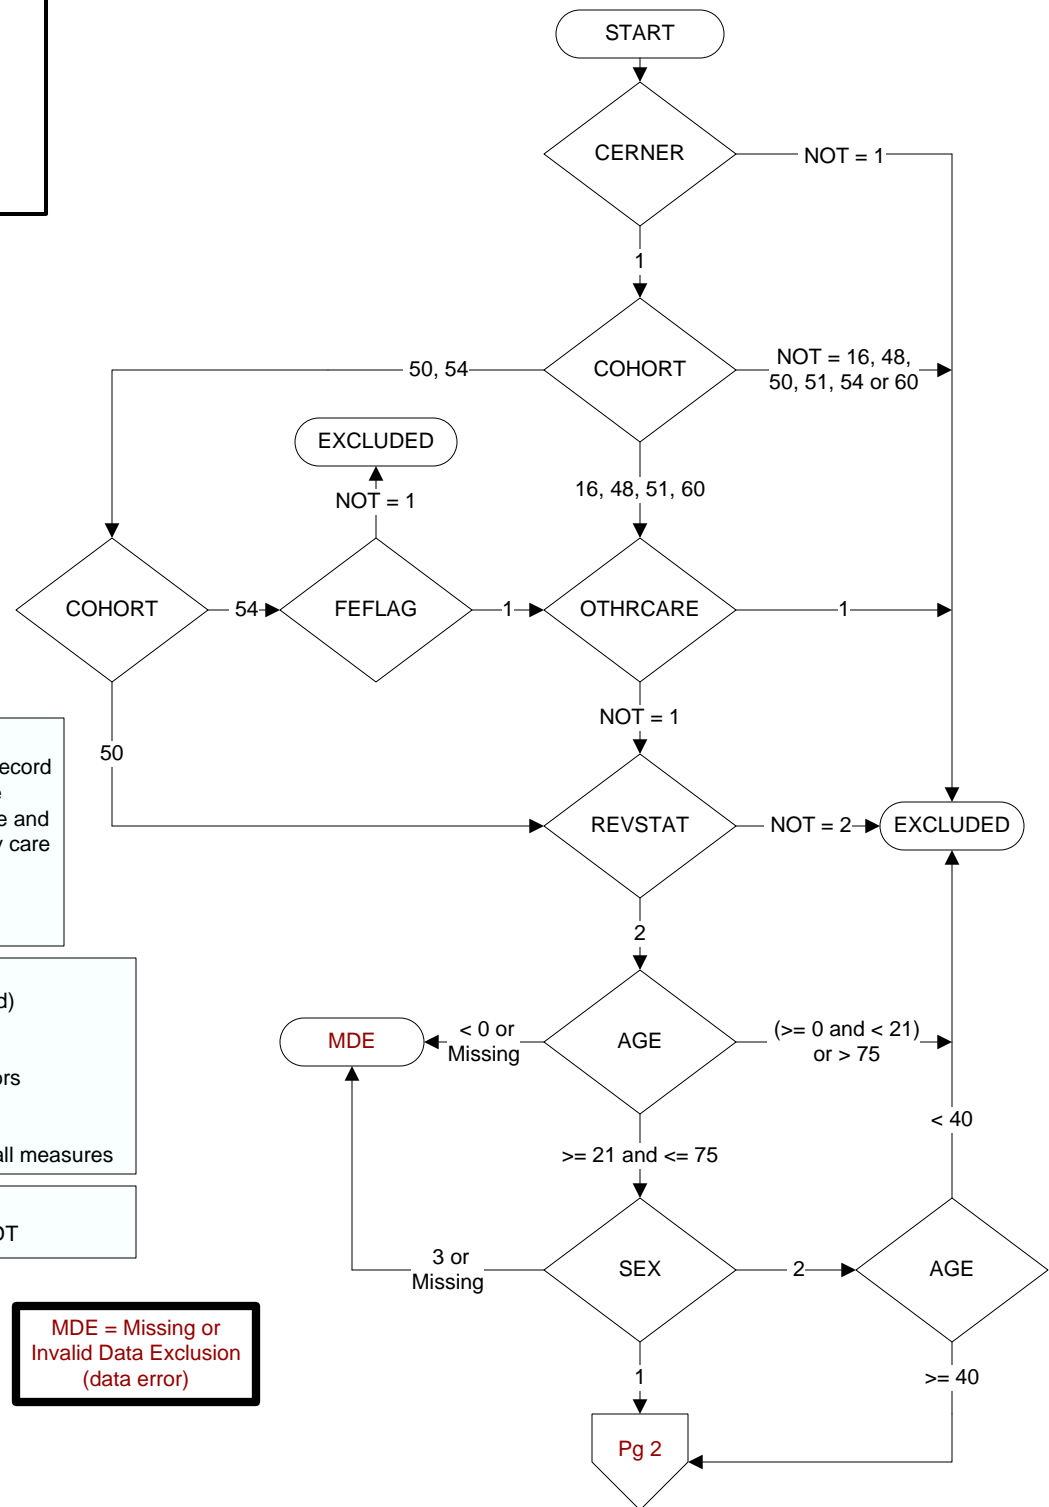 START
CERNER
NOT = 1
1
COHORT
50, 54
NOT = 16, 48,
50, 51, 54 or 60
EXCLUDED
NOT = 1
16, 48, 51, 60
COHORT
54
FEFLAG
1
OTHRCARE
1
NOT = 1
50
REVSTAT
NOT = 2
EXCLUDED
2
and
care
MDE
< 0 or
Missing
AGE
(>= 0 and < 21)
or > 75
all measures
>= 21 and <= 75
< 40
3 or
Missing
SEX
2
AGE
MDE = Missing or
Invalid Data Exclusion
(data error)
1
>= 40
Pg 2